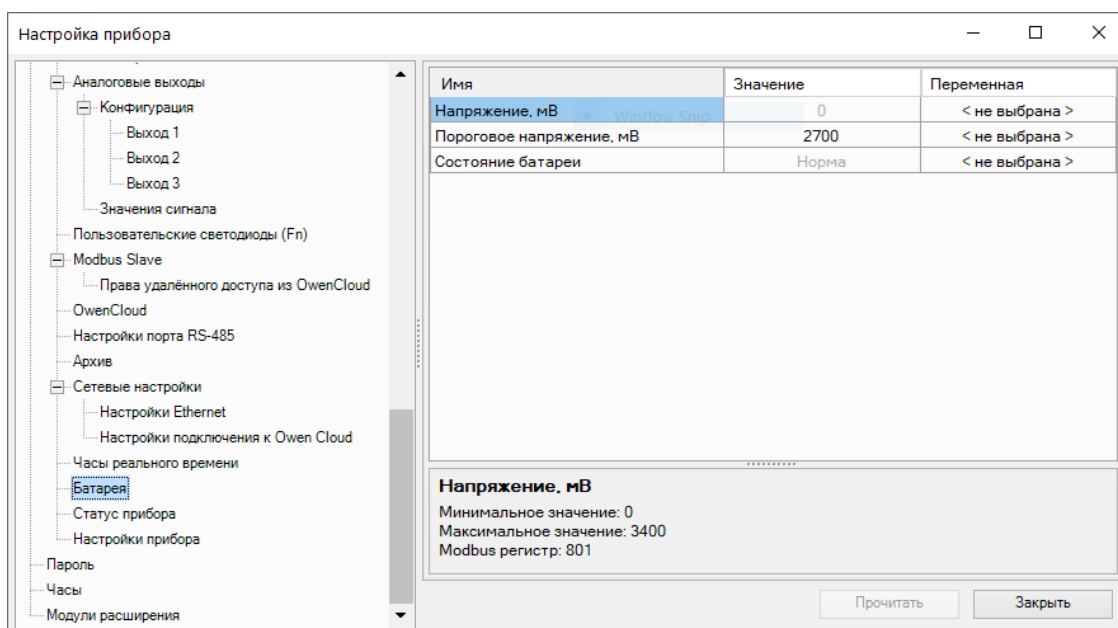 Настройка прибора
Аналоговые выходы
Конфигурация
Выход 1
Выход 2
Выход 3
Значения сигнала
Пользовательские светодиоды (Fn)
Modbus Slave
Права удалённого доступа из OwenCloud
OwenCloud
Настройки порта RS-485
Архив
Сетевые настройки
Настройки Ethernet
Настройки подключения к Owen Cloud
Часы реального времени
Батарея
Статус прибора
Настройки прибора
Пароль
Часы
Модули расширения
Имя Значение Переменная
Напряжение, мВ Window Snip 0 < не выбрана >
Пороговое напряжение, мВ 2700 < не выбрана >
Состояние батареи Норма < не выбрана >
Напряжение, мВ
Минимальное значение: 0
Максимальное значение: 3400
Modbus регистр: 801
Прочитать Закрыть